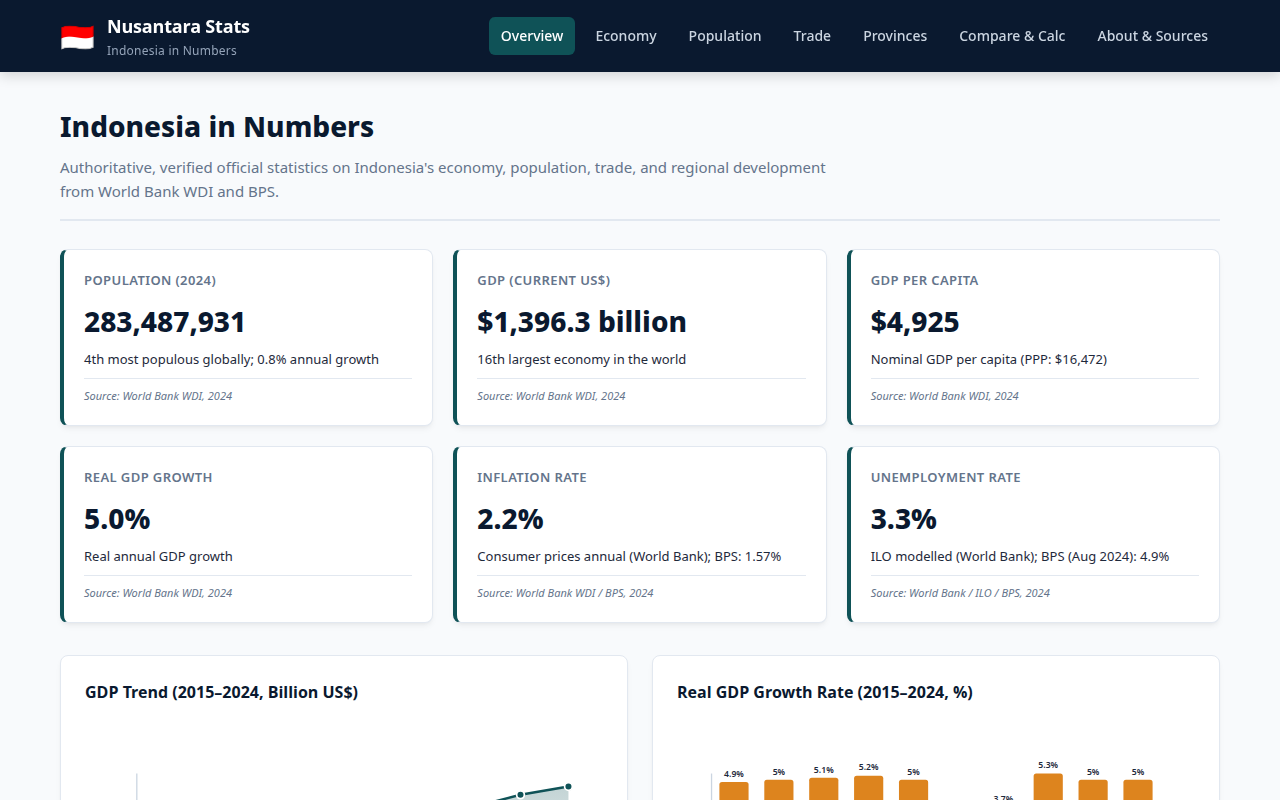 Nusantara Stats
Indonesia in Numbers
Overview
Economy
Population
Trade
Provinces
Compare & Calc
About & Sources
Indonesia in Numbers
Authoritative, verified official statistics on Indonesia's economy, population, trade, and regional development
from World Bank WDI and BPS.
POPULATION (2024)
283,487,931
4th most populous globally; 0.8% annual growth
Source: World Bank WDI, 2024
GDP (CURRENT US$)
$1,396.3 billion
16th largest economy in the world
Source: World Bank WDI, 2024
GDP PER CAPITA
$4,925
Nominal GDP per capita (PPP: $16,472)
Source: World Bank WDI, 2024
REAL GDP GROWTH
5.0%
Real annual GDP growth
Source: World Bank WDI, 2024
INFLATION RATE
2.2%
Consumer prices annual (World Bank); BPS: 1.57%
Source: World Bank WDI / BPS, 2024
UNEMPLOYMENT RATE
3.3%
ILO modelled (World Bank); BPS (Aug 2024): 4.9%
Source: World Bank / ILO / BPS, 2024
GDP Trend (2015–2024, Billion US$)
Real GDP Growth Rate (2015–2024, %)
4.9%
5%
5.1%
5.2%
5%
3.7%
5.3%
5%
5%